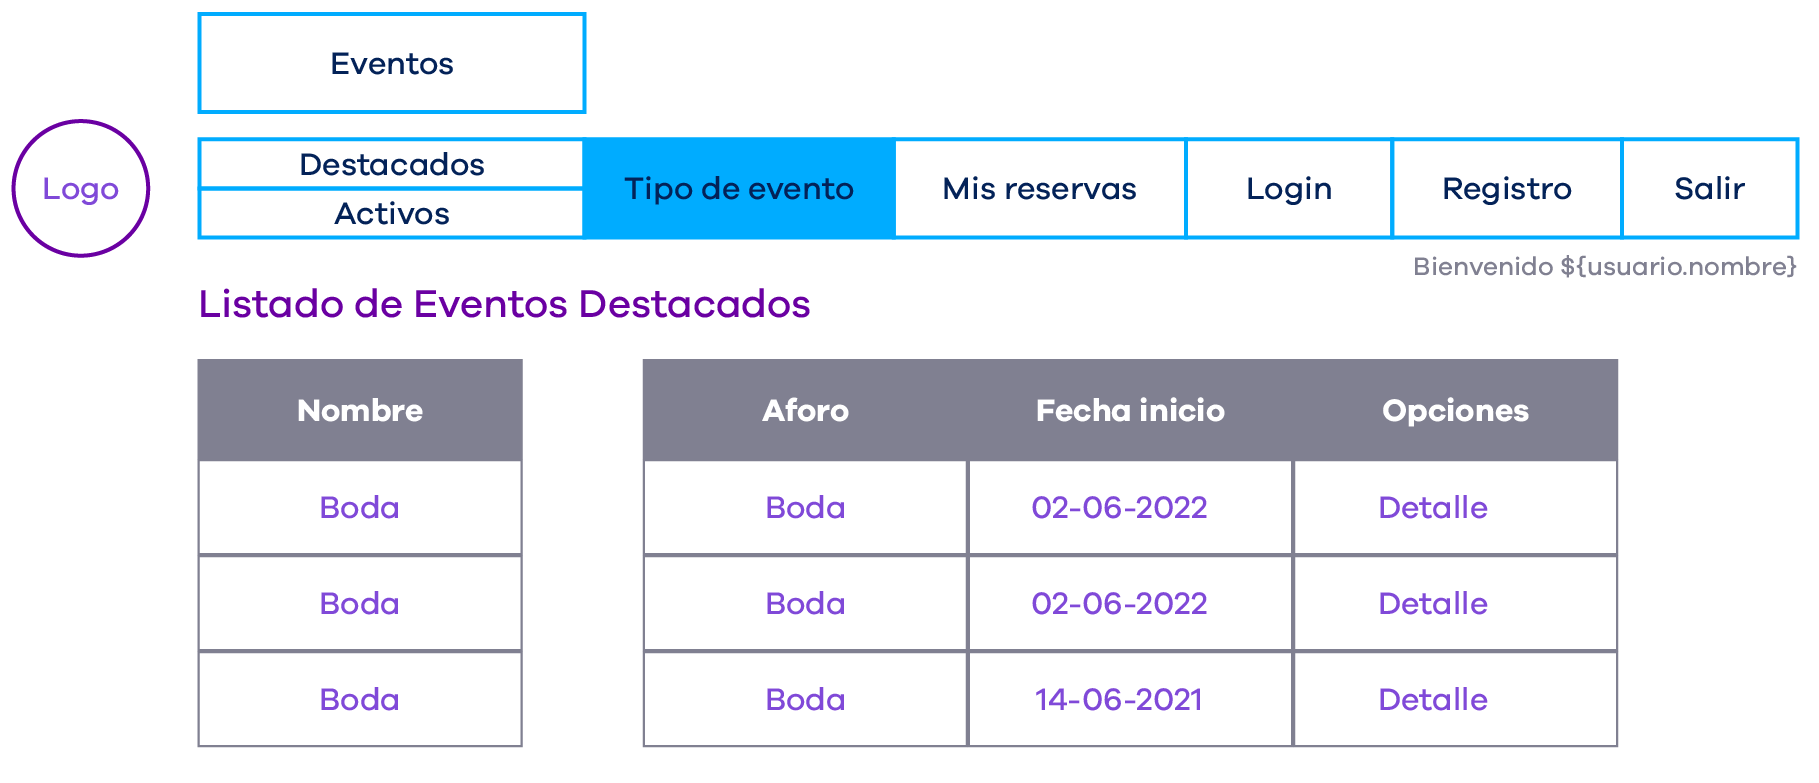 Eventos
Logo
Destacados
Activos
Tipo de evento
Mis reservas
Login
Registro
Salir
Bienvenido ${usuario.nombre}
Listado de Eventos Destacados
Nombre Aforo Fecha inicio Opciones
Boda Boda 02-06-2022 Detalle
Boda Boda 02-06-2022 Detalle
Boda Boda 14-06-2021 Detalle